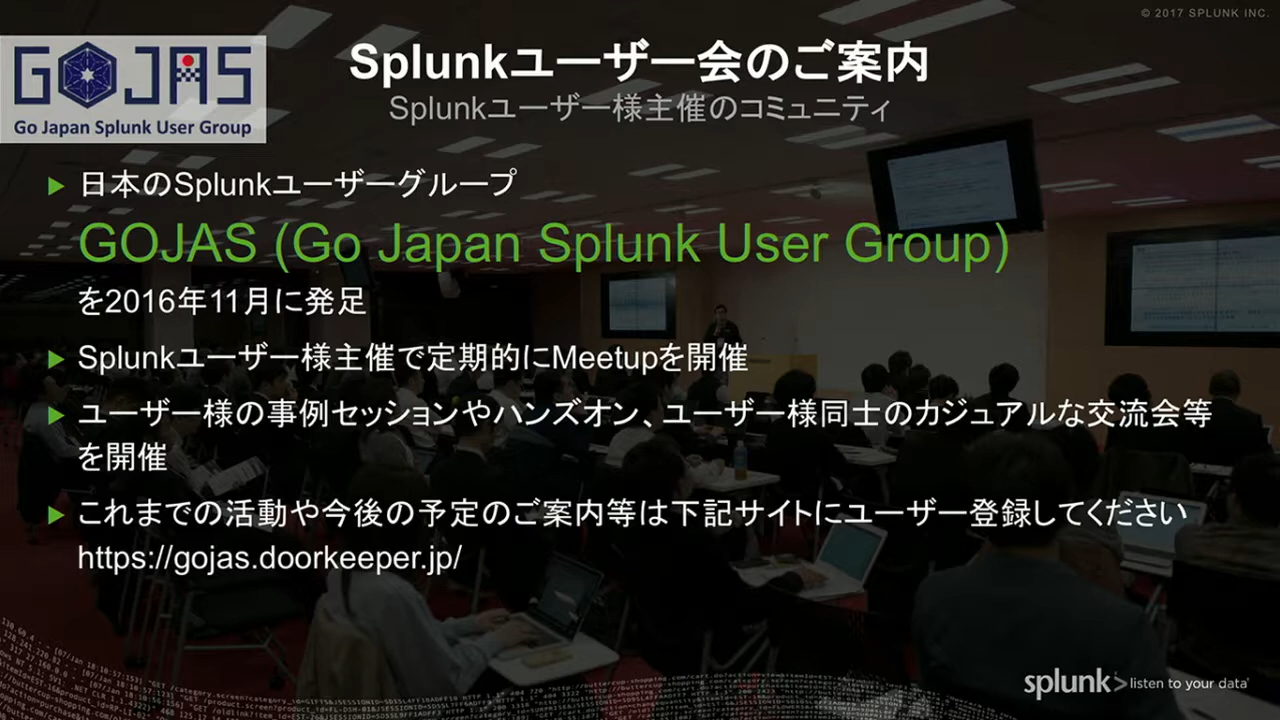 © 2017 SPLUNK INC.
GOJAS
Go Japan Splunk User Group
Splunkユーザー会のご案内
Splunkユーザー様主催のコミュニティ
日本のSplunkユーザーグループ
GOJAS (Go Japan Splunk User Group)
を2016年11月に発足
Splunkユーザー様主催で定期的にMeetupを開催
ユーザー様の事例セッションやハンズオン、ユーザー様同士のカジュアルな交流会等
を開催
これまでの活動や今後の予定のご案内等は下記サイトにユーザー登録してください
https://gojas.doorkeeper.jp/
splunk> listen to your data